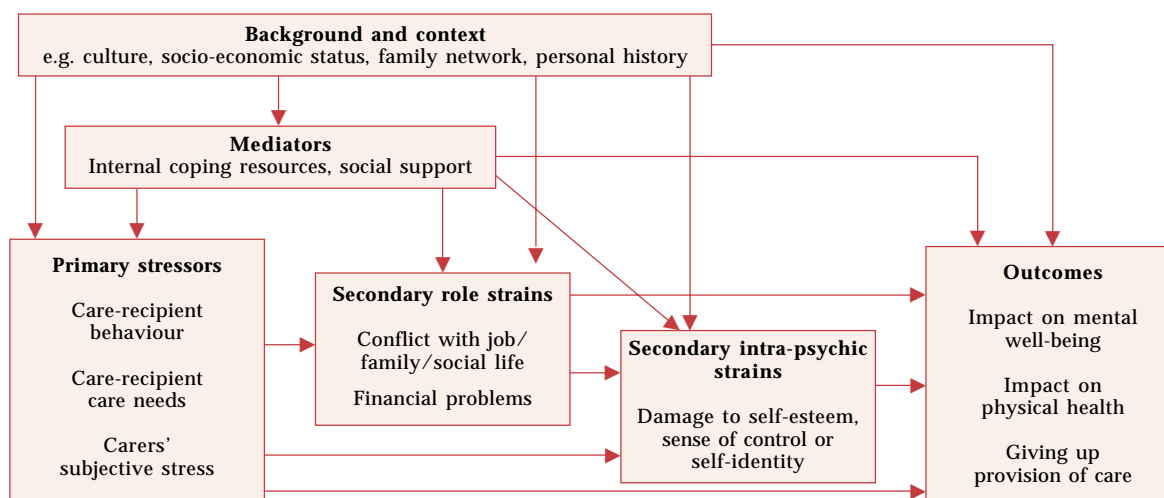 Background and context
e.g. culture, socio-economic status, family network, personal history
Mediators
Internal coping resources, social support
Primary stressors
Care-recipient
behaviour
Care-recipient
care needs
Carers’
subjective stress
Secondary role strains
Conflict with job/
family/social life
Financial problems
Secondary intra-psychic
strains
Damage to self-esteem,
sense of control or
self-identity
Outcomes
Impact on mental
well-being
Impact on
physical health
Giving up
provision of care